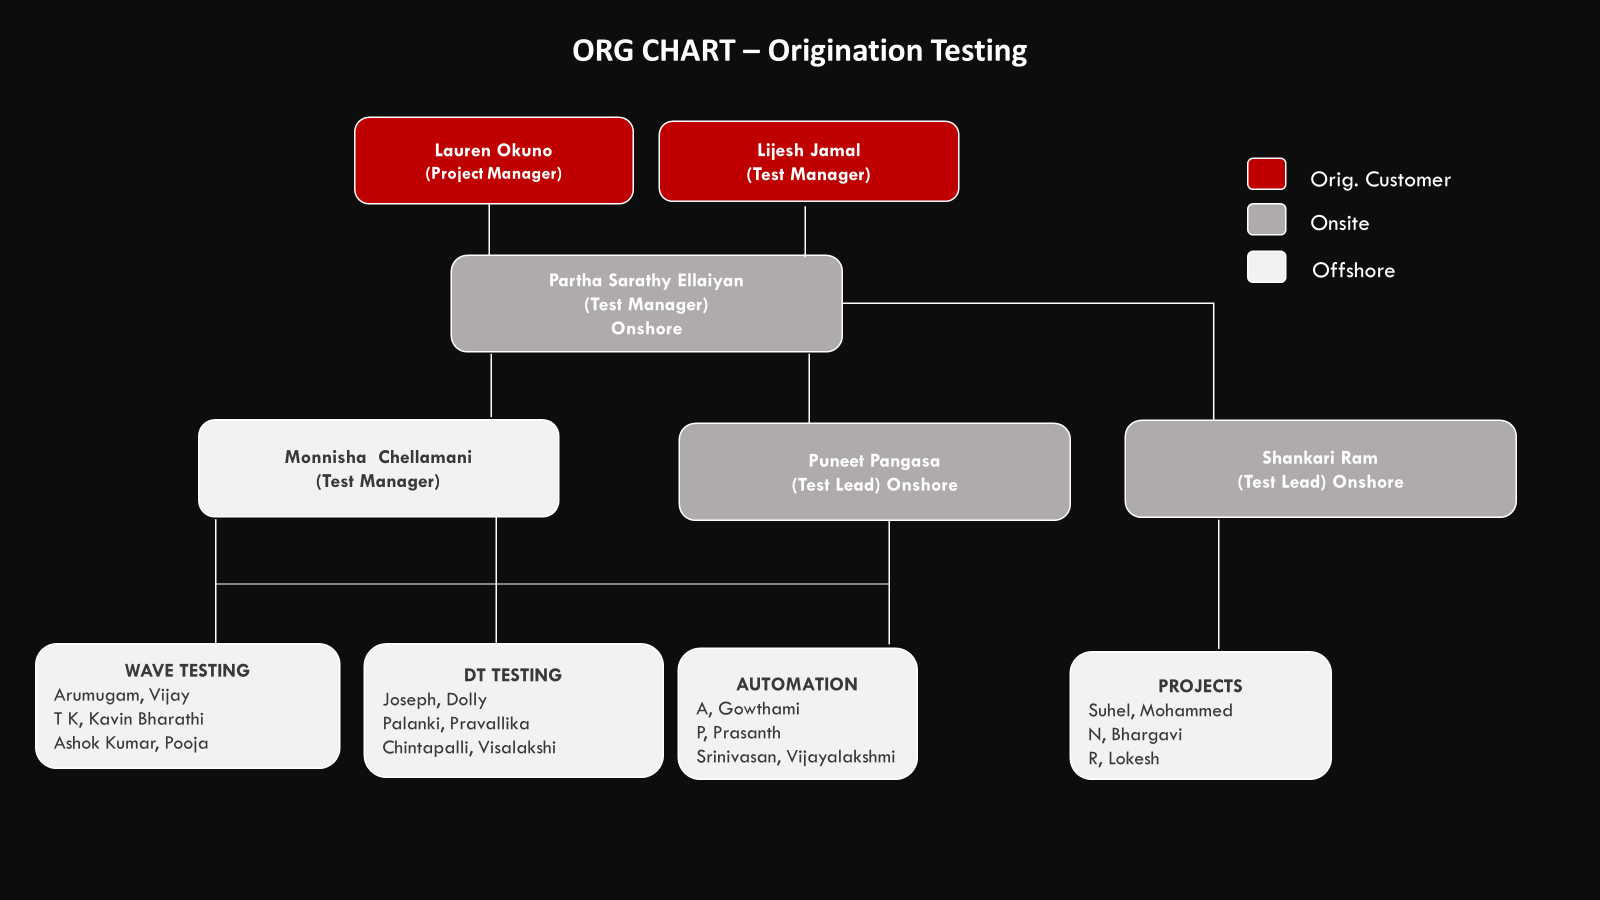 ORG CHART – Origination Testing
Lauren Okuno
(Project Manager)
Lijesh Jamal
(Test Manager)
Orig. Customer
Onsite
Offshore
Partha Sarathy Ellaiyan
(Test Manager)
Onshore
Monnisha  Chellamani
(Test Manager)
Puneet Pangasa
(Test Lead) Onshore
Shankari Ram
(Test Lead) Onshore
WAVE TESTING
Arumugam, Vijay
T K, Kavin Bharathi
Ashok Kumar, Pooja
DT TESTING
Joseph, Dolly
Palanki, Pravallika
Chintapalli, Visalakshi
AUTOMATION
A, Gowthami
P, Prasanth
Srinivasan, Vijayalakshmi
PROJECTS
Suhel, Mohammed
N, Bhargavi
R, Lokesh